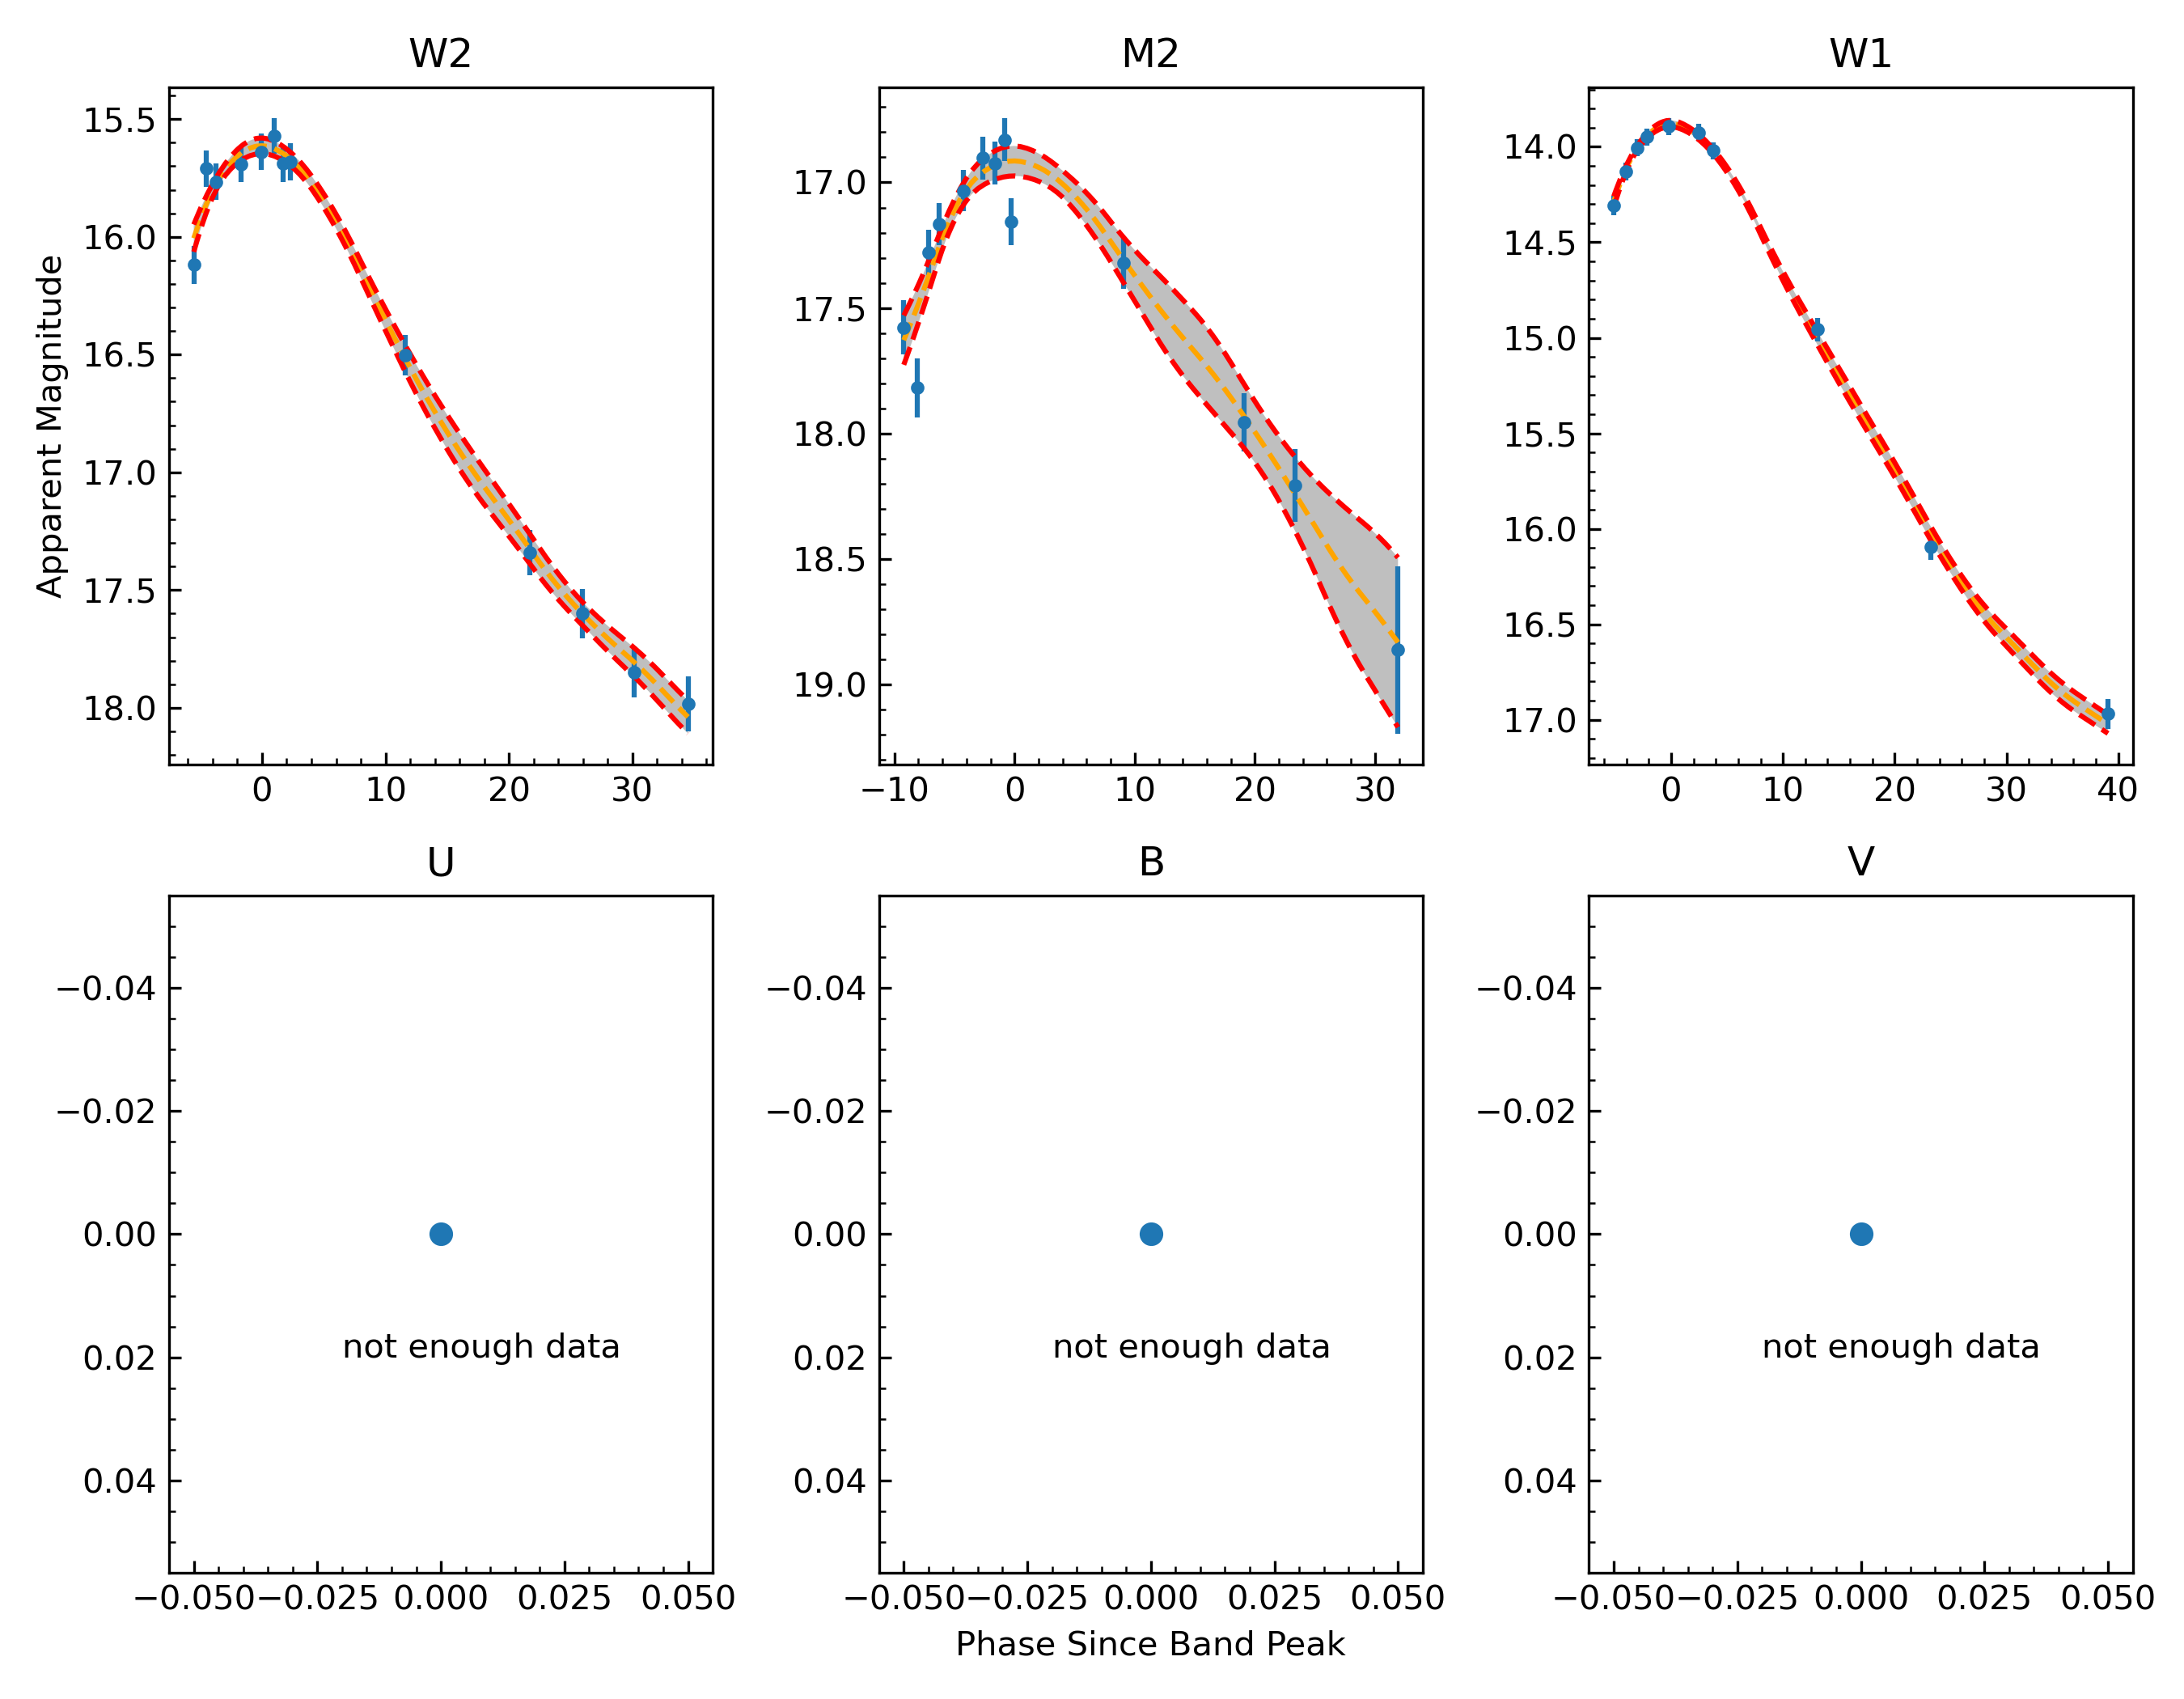 W2
M2
W1
15.5
16.0
16.5
17.0
17.5
18.0
17.0
17.5
18.0
18.5
19.0
14.0
14.5
15.0
15.5
16.0
16.5
17.0
Apparent Magnitude
0 10 20 30
−10 0 10 20 30
0 10 20 30 40
U
B
V
−0.04
−0.02
0.00
0.02
0.04
−0.04
−0.02
0.00
0.02
0.04
−0.04
−0.02
0.00
0.02
0.04
not enough data
not enough data
not enough data
−0.050 −0.025 0.000 0.025 0.050
−0.050 −0.025 0.000 0.025 0.050
−0.050 −0.025 0.000 0.025 0.050
Phase Since Band Peak